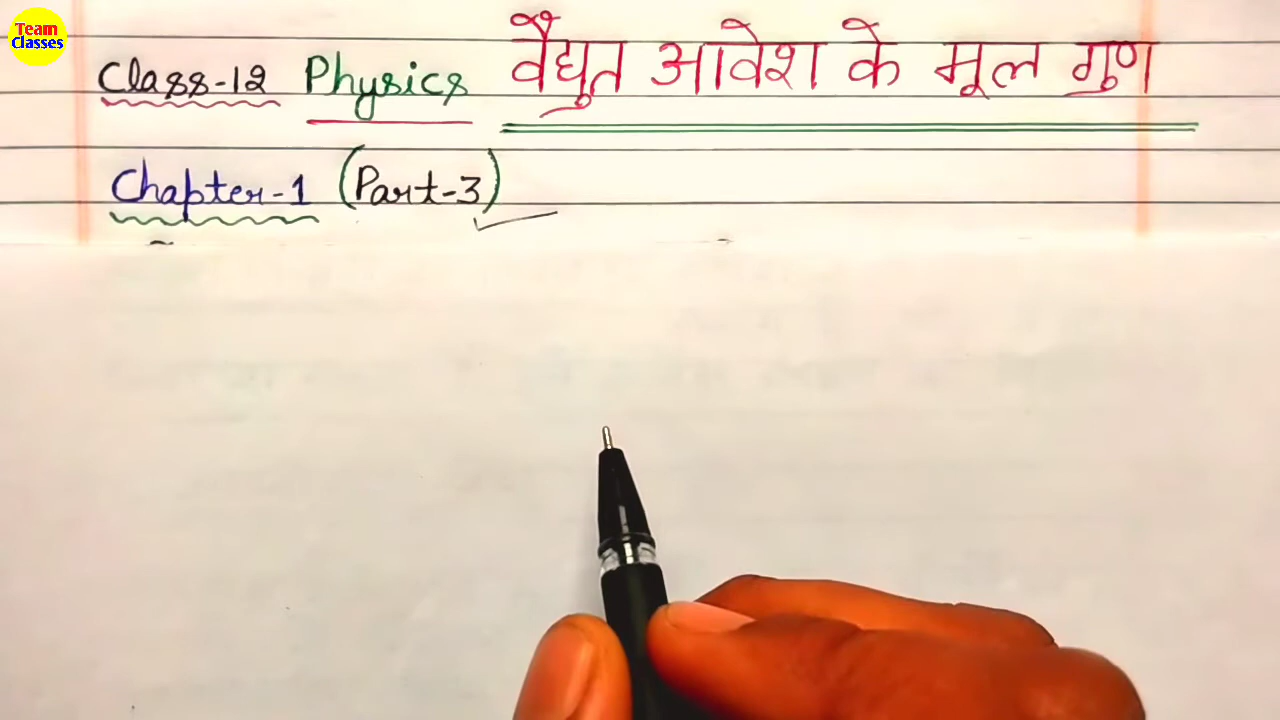 Team
Classes
Class-12 Physics वैद्युत आवेश के मूल गुण
Chapter-1 (Part-3)